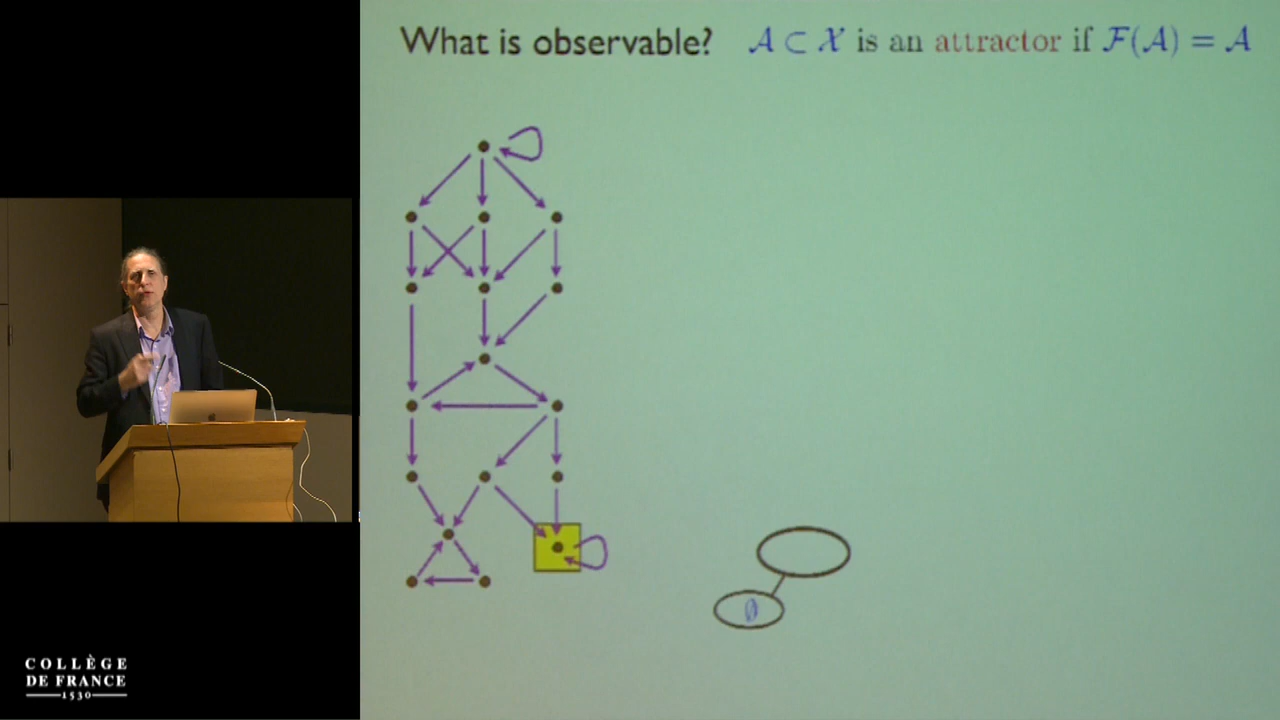 What is observable? 𝒜 ⊂ 𝒳 is an attractor if ℱ(𝒜) = 𝒜
∅
COLLÈGE
DE FRANCE
1530